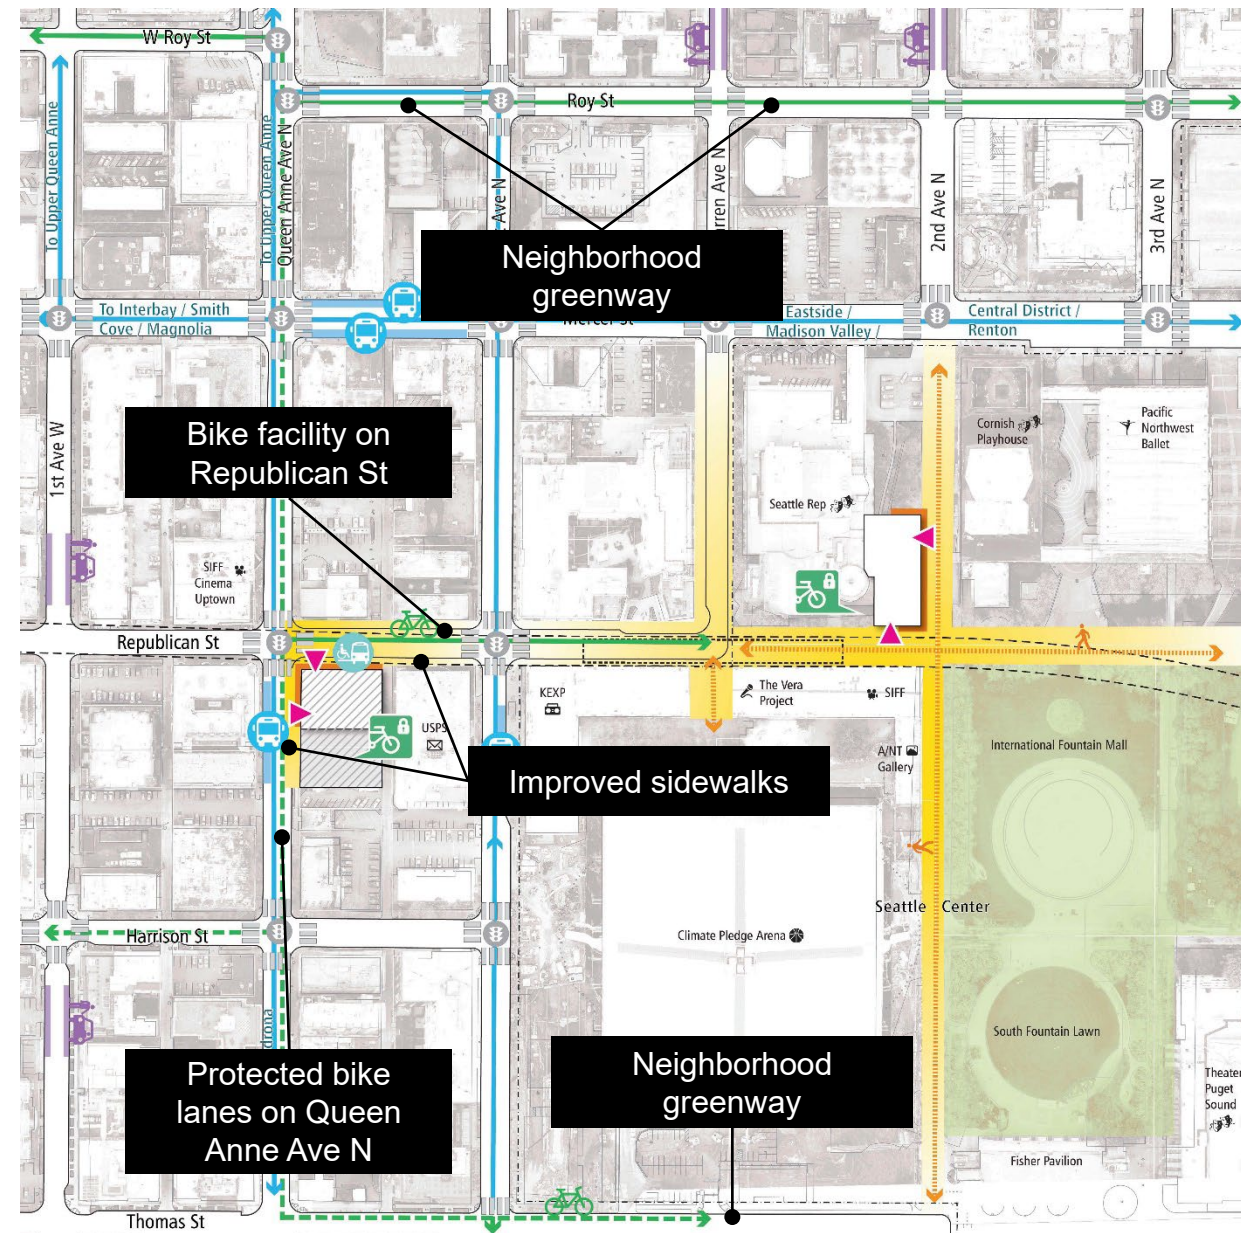 W Roy St
Roy St
To Upper Queen Anne
To Upper Queen Anne
Queen Anne Ave N
Ave N
rren Ave N
2nd Ave N
3rd Ave N
Neighborhood
greenway
To Interbay / Smith
Cove / Magnolia
Mercer St
Eastside /
Madison Valley /
Central District /
Renton
Bike facility on
Republican St
1st Ave W
Cornish
Playhouse
Pacific
Northwest
Ballet
Seattle Rep
SIFF
Cinema
Uptown
Republican St
KEXP
The Vera
Project
SIFF
USPS
A/NT
Gallery
International Fountain Mall
Improved sidewalks
Seattle Center
Harrison St
Climate Pledge Arena
drona
South Fountain Lawn
Protected bike
lanes on Queen
Anne Ave N
Neighborhood
greenway
Theater
Puget
Sound
Fisher Pavilion
Thomas St